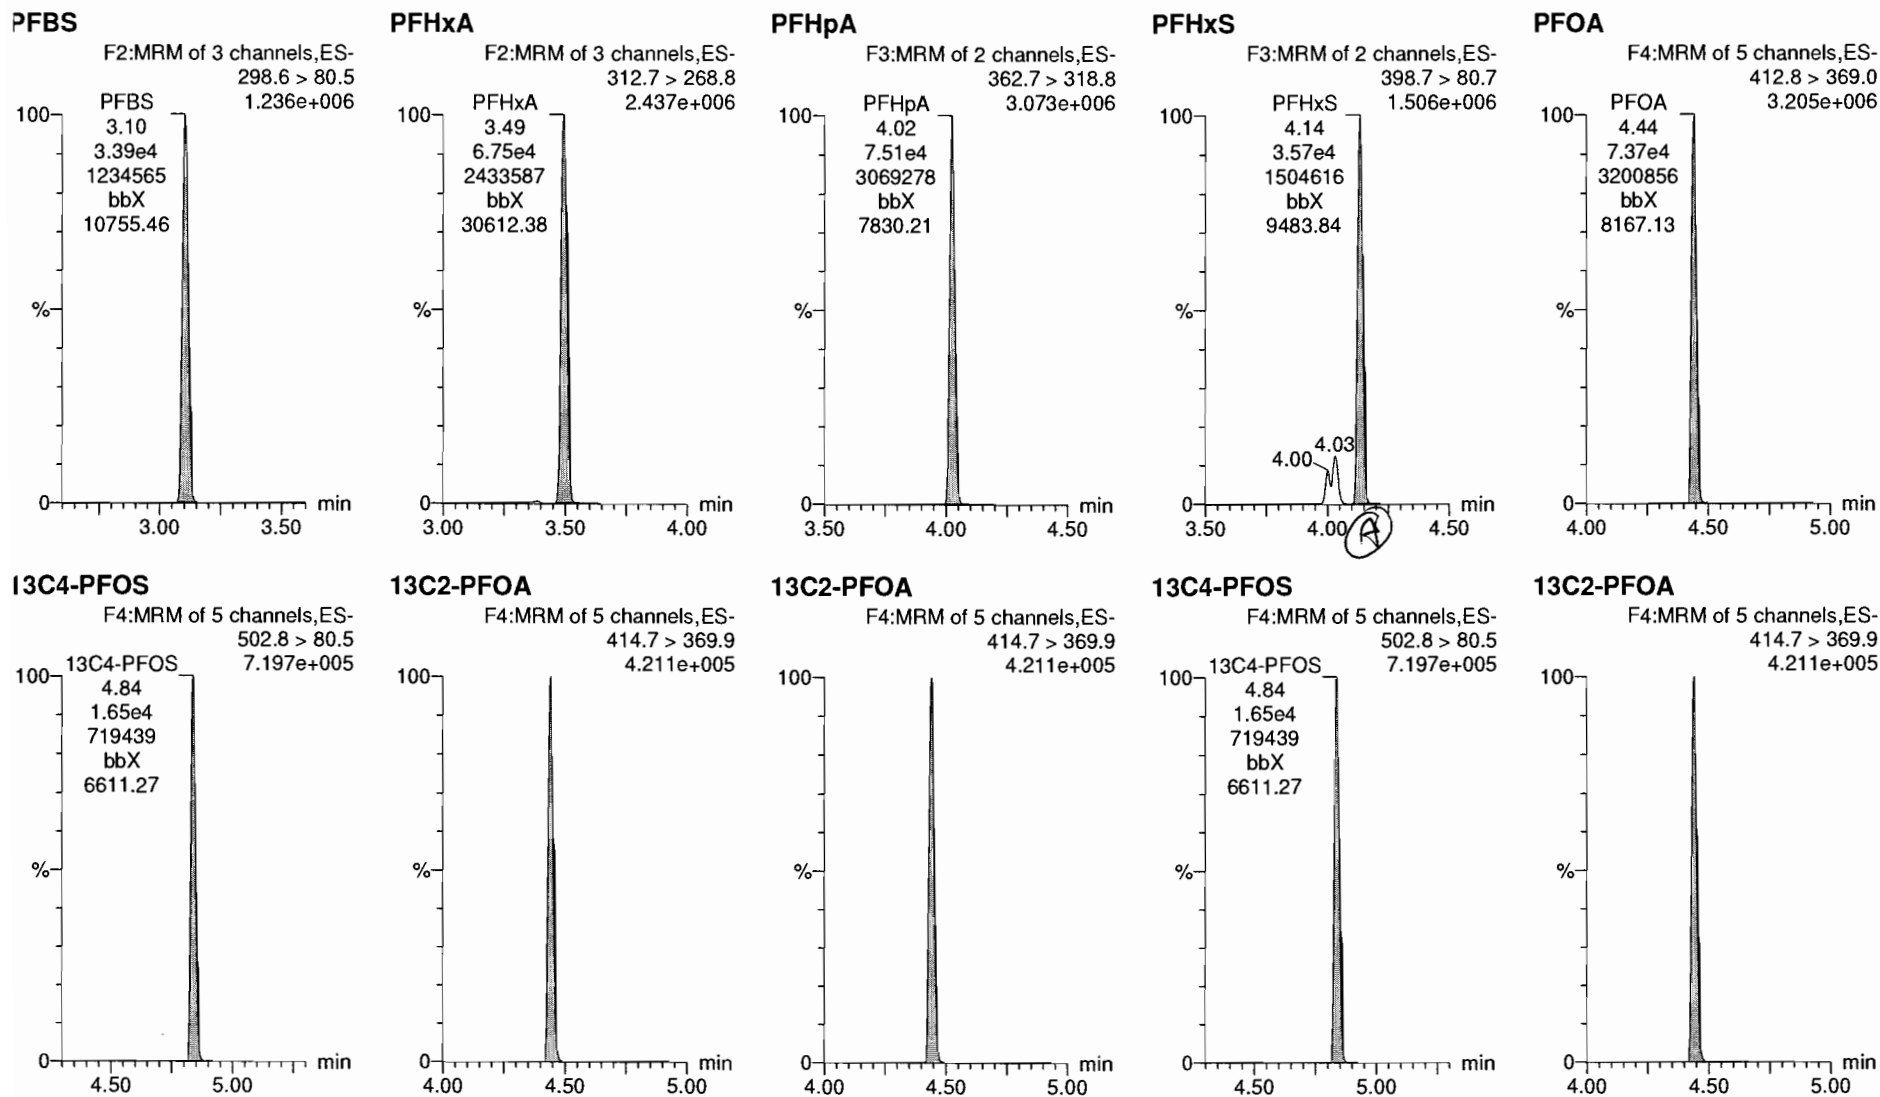 PFBS
F2:MRM of 3 channels,ES-
298.6 > 80.5
1.236e+006
PFBS
3.10
3.39e4
1234565
bbX
10755.46
100
%
0
3.00
3.50
min
PFHxA
F2:MRM of 3 channels,ES-
312.7 > 268.8
2.437e+006
PFHxA
3.49
6.75e4
2433587
bbX
30612.38
100
%
0
3.00
3.50
4.00
min
PFHpA
F3:MRM of 2 channels,ES-
362.7 > 318.8
3.073e+006
PFHpA
4.02
7.51e4
3069278
bbX
7830.21
100
%
0
3.50
4.00
4.50
min
PFHxS
F3:MRM of 2 channels,ES-
398.7 > 80.7
1.506e+006
PFHxS
4.14
3.57e4
1504616
bbX
9483.84
100
%
4.00
4.03
0
3.50
4.00
4.50
min
A
PFOA
F4:MRM of 5 channels,ES-
412.8 > 369.0
3.205e+006
PFOA
4.44
7.37e4
3200856
bbX
8167.13
100
%
0
4.00
4.50
5.00
min
13C4-PFOS
F4:MRM of 5 channels,ES-
502.8 > 80.5
7.197e+005
13C4-PFOS
4.84
1.65e4
719439
bbX
6611.27
100
%
0
4.50
5.00
min
13C2-PFOA
F4:MRM of 5 channels,ES-
414.7 > 369.9
4.211e+005
100
%
0
4.00
4.50
5.00
min
13C2-PFOA
F4:MRM of 5 channels,ES-
414.7 > 369.9
4.211e+005
100
%
0
4.00
4.50
5.00
min
13C4-PFOS
F4:MRM of 5 channels,ES-
502.8 > 80.5
7.197e+005
13C4-PFOS
4.84
1.65e4
719439
bbX
6611.27
100
%
0
4.50
5.00
min
13C2-PFOA
F4:MRM of 5 channels,ES-
414.7 > 369.9
4.211e+005
100
%
0
4.00
4.50
5.00
min